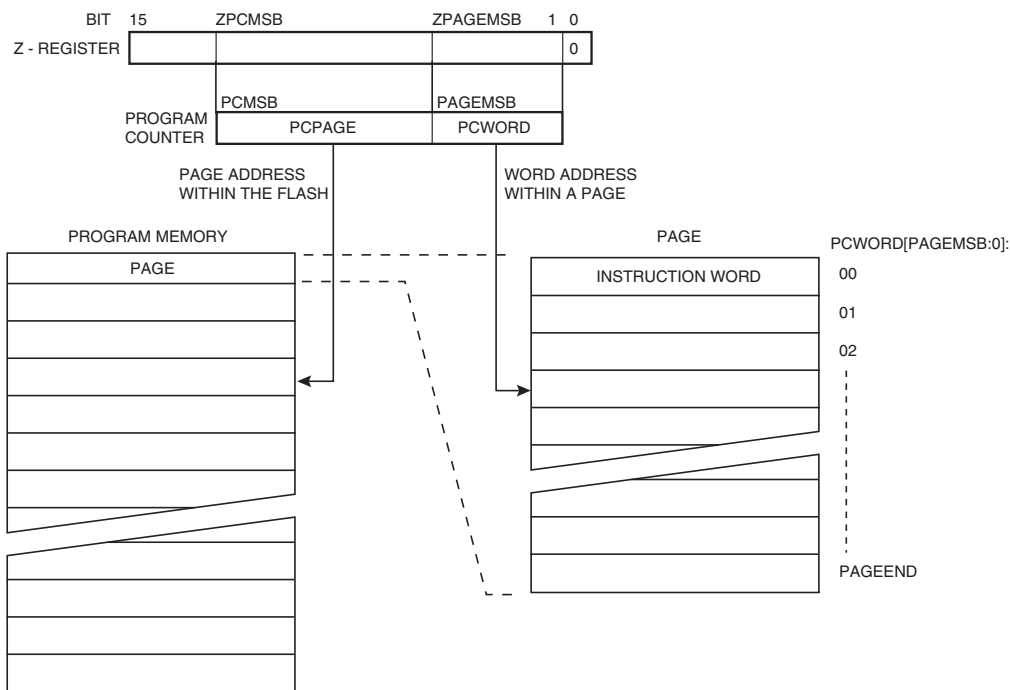 BIT 15 ZPCMSB ZPAGEMSB 1 0
Z - REGISTER 0
PCMSB PAGEMSB
PROGRAM
COUNTER
PCPAGE PCWORD
PAGE ADDRESS
WITHIN THE FLASH
WORD ADDRESS
WITHIN A PAGE
PROGRAM MEMORY
PAGE
PAGE
PCWORD[PAGEMSB:0]:
INSTRUCTION WORD
00
01
02
PAGEEND